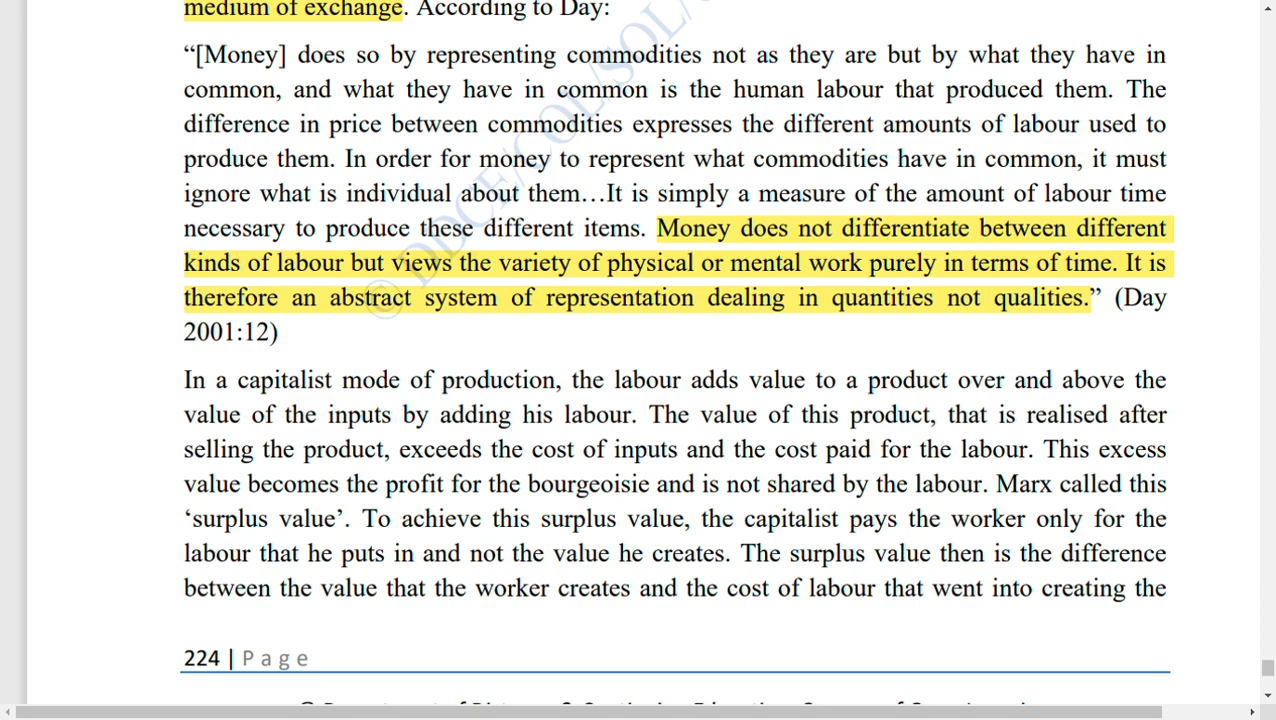 medium of exchange. According to Day:
“[Money] does so by representing commodities not as they are but by what they have in
common, and what they have in common is the human labour that produced them. The
difference in price between commodities expresses the different amounts of labour used to
produce them. In order for money to represent what commodities have in common, it must
ignore what is individual about them…It is simply a measure of the amount of labour time
necessary to produce these different items. Money does not differentiate between different
kinds of labour but views the variety of physical or mental work purely in terms of time. It is
therefore an abstract system of representation dealing in quantities not qualities.” (Day
2001:12)
In a capitalist mode of production, the labour adds value to a product over and above the
value of the inputs by adding his labour. The value of this product, that is realised after
selling the product, exceeds the cost of inputs and the cost paid for the labour. This excess
value becomes the profit for the bourgeoisie and is not shared by the labour. Marx called this
‘surplus value’. To achieve this surplus value, the capitalist pays the worker only for the
labour that he puts in and not the value he creates. The surplus value then is the difference
between the value that the worker creates and the cost of labour that went into creating the
224 | Page
© DDCE/COL/SOL/